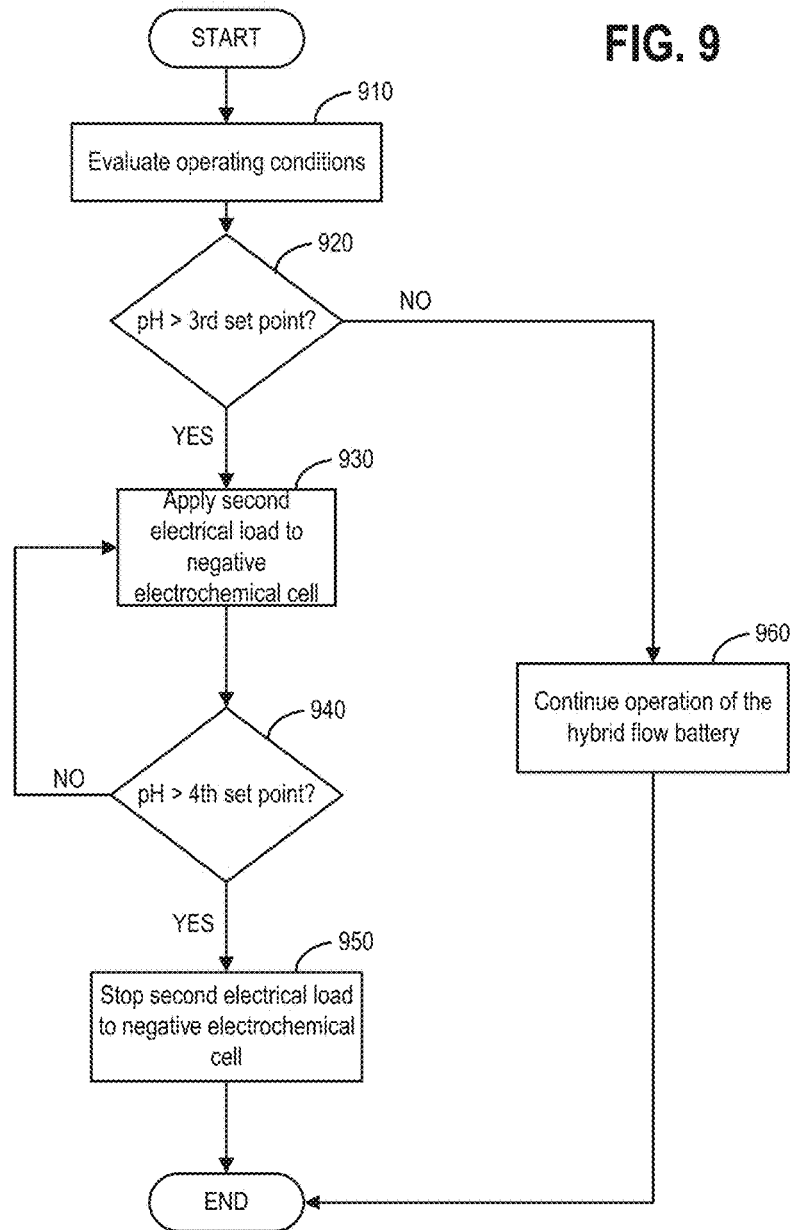 START
FIG. 9
910
Evaluate operating conditions
920
pH > 3rd set point?
NO
YES
930
Apply second
electrical load to
negative
electrochemical cell
960
Continue operation of the
hybrid flow battery
940
pH > 4th set point?
NO
YES
950
Stop second electrical load
to negative electrochemical
cell
END